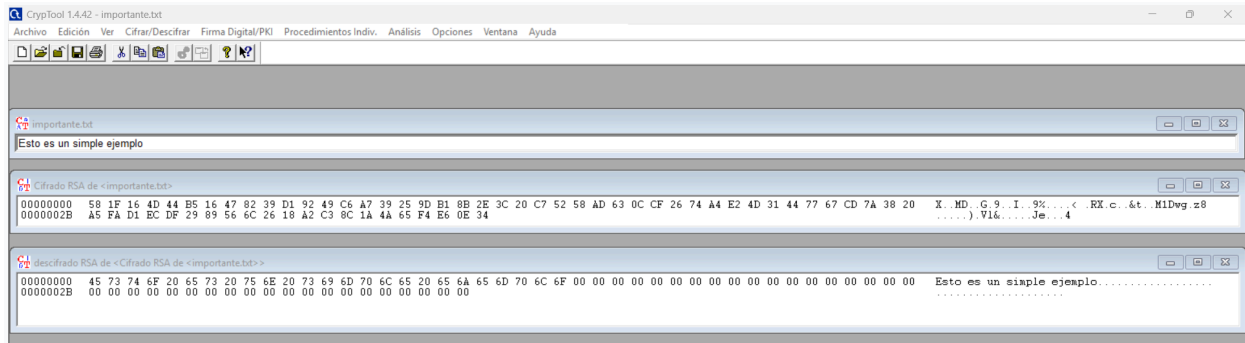 CrypTool 1.4.42 - importante.txt
Archivo Edición Ver Cifrar/Descifrar Firma Digital/PKI Procedimientos Indiv. Análisis Opciones Ventana Ayuda
importante.txt
Esto es un simple ejemplo
Cifrado RSA de <importante.txt>
00000000 58 1F 16 4D 44 B5 16 47 82 39 D1 92 49 C6 A7 39 25 9D B1 8B 2E 3C 20 C7 52 58 AD 63 0C CF 26 74 A4 E2 4D 31 44 77 67 CD 7A 38 20 X..MD..G.9..I..9%....< .RX.c..&t..M1Dwg.z8
0000002B A5 FA D1 EC DF 29 89 56 6C 26 18 A2 C3 8C 1A 4A 65 F4 E6 0E 34 .....).Vl&.....Je...4
descifrado RSA de <Cifrado RSA de <importante.txt>>
00000000 45 73 74 6F 20 65 73 20 75 6E 20 73 69 6D 70 6C 65 20 65 6A 65 6D 70 6C 6F 00 00 00 00 00 00 00 00 00 00 00 00 00 00 00 00 00 00 Esto es un simple ejemplo..................
0000002B 00 00 00 00 00 00 00 00 00 00 00 00 00 00 00 00 00 00 00 00 .....................